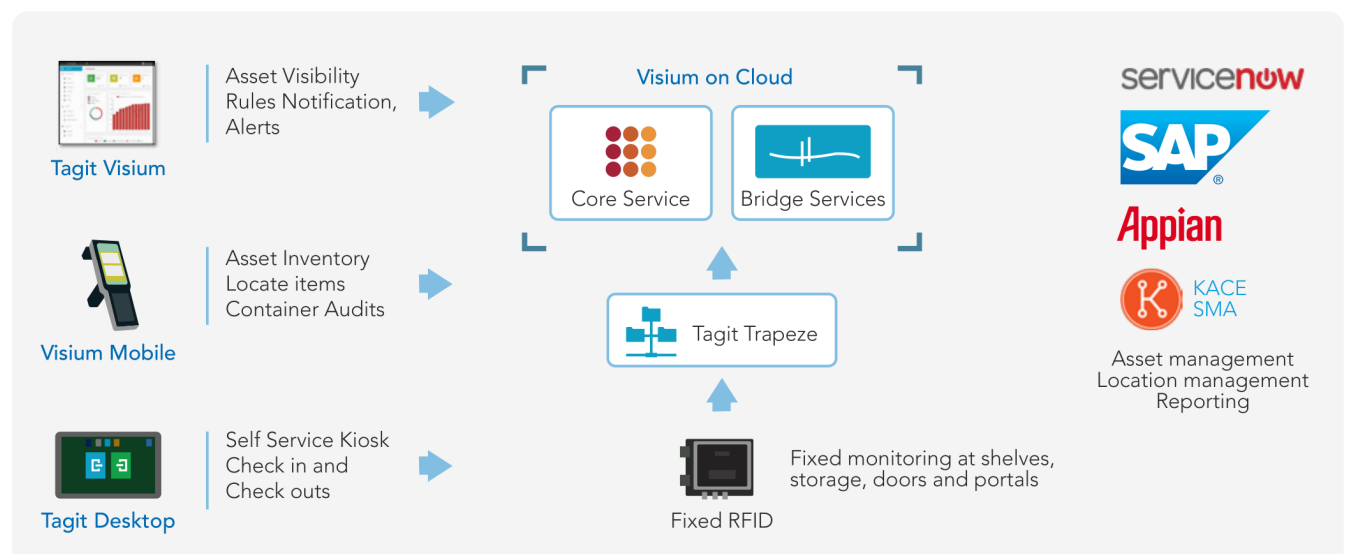 Tagit Visium
Asset Visibility
Rules Notification,
Alerts
Visium Mobile
Asset Inventory
Locate items
Container Audits
Tagit Desktop
Self Service Kiosk
Check in and
Check outs
Visium on Cloud
Core Service
Bridge Services
Tagit Trapeze
Fixed RFID
Fixed monitoring at shelves,
storage, doors and portals
servicenow
SAP®
Appian
KACE
SMA
Asset management
Location management
Reporting